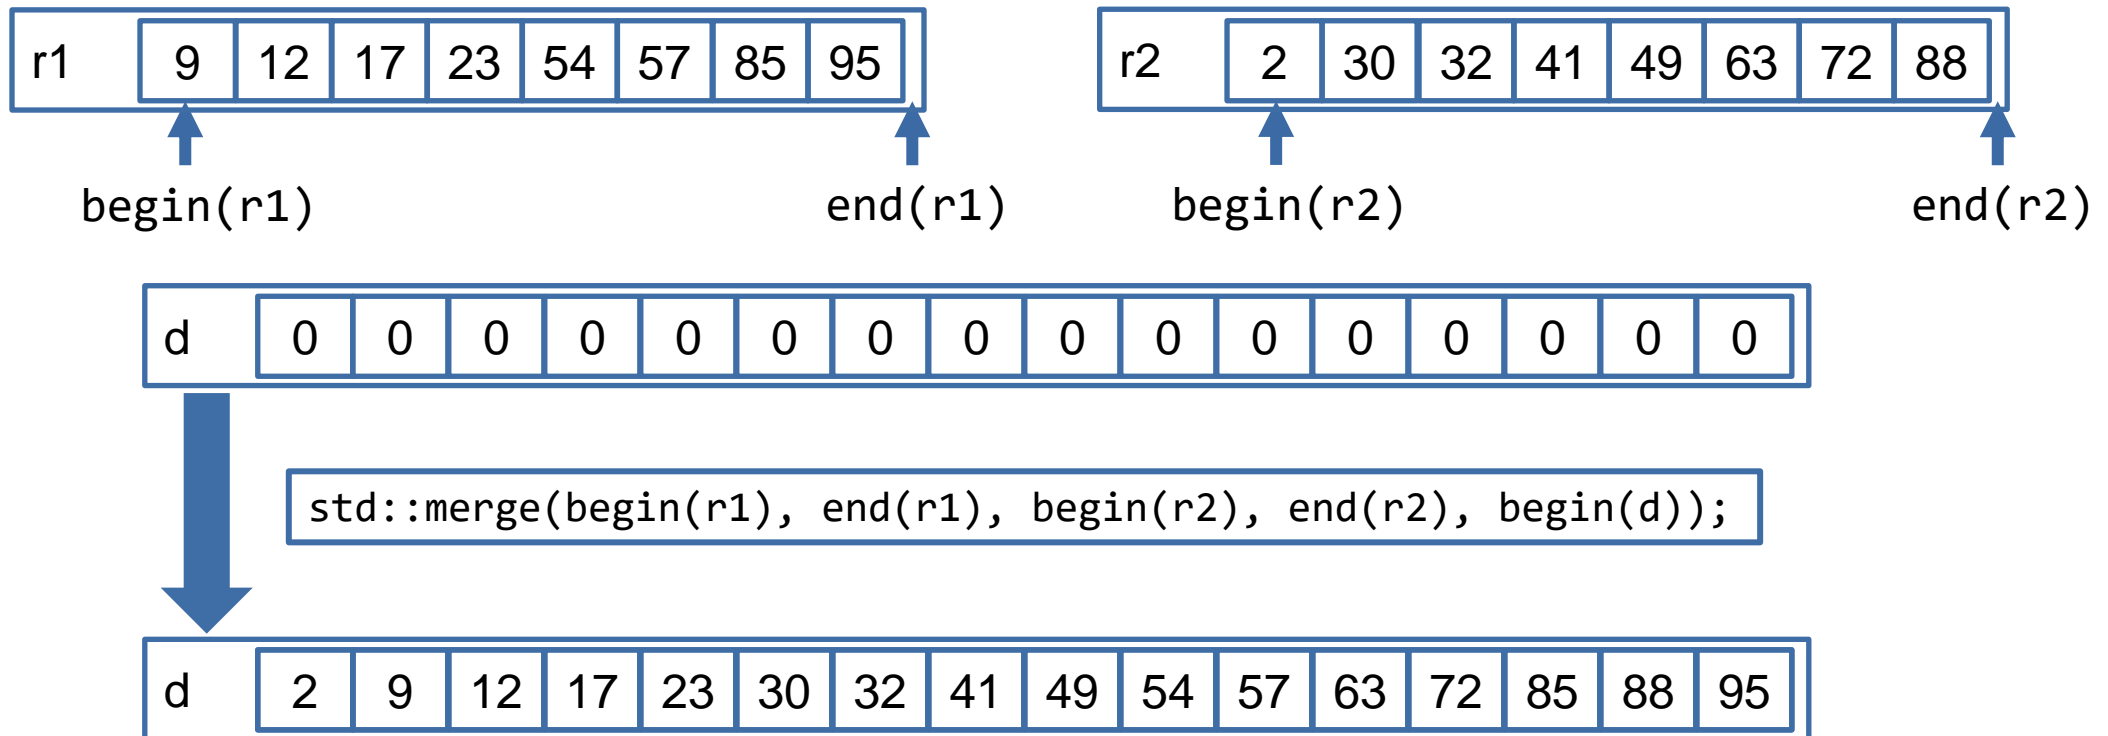 r1 9 12 17 23 54 57 85 95 r2 2 30 32 41 49 63 72 88
begin(r1) end(r1) begin(r2) end(r2)
d 0 0 0 0 0 0 0 0 0 0 0 0 0 0 0 0
std::merge(begin(r1), end(r1), begin(r2), end(r2), begin(d));
d 2 9 12 17 23 30 32 41 49 54 57 63 72 85 88 95